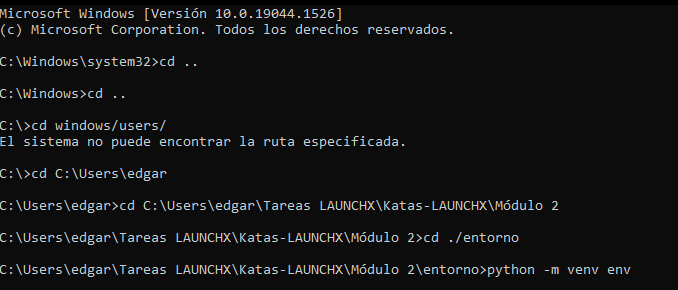 Microsoft Windows [Versión 10.0.19044.1526]
(c) Microsoft Corporation. Todos los derechos reservados.
C:\Windows\system32>cd ..
C:\Windows>cd ..
C:\>cd windows/users/
El sistema no puede encontrar la ruta especificada.
C:\>cd C:\Users\edgar
C:\Users\edgar>cd C:\Users\edgar\Tareas LAUNCHX\Katas-LAUNCHX\Módulo 2
C:\Users\edgar\Tareas LAUNCHX\Katas-LAUNCHX\Módulo 2>cd ./entorno
C:\Users\edgar\Tareas LAUNCHX\Katas-LAUNCHX\Módulo 2\entorno>python -m venv env